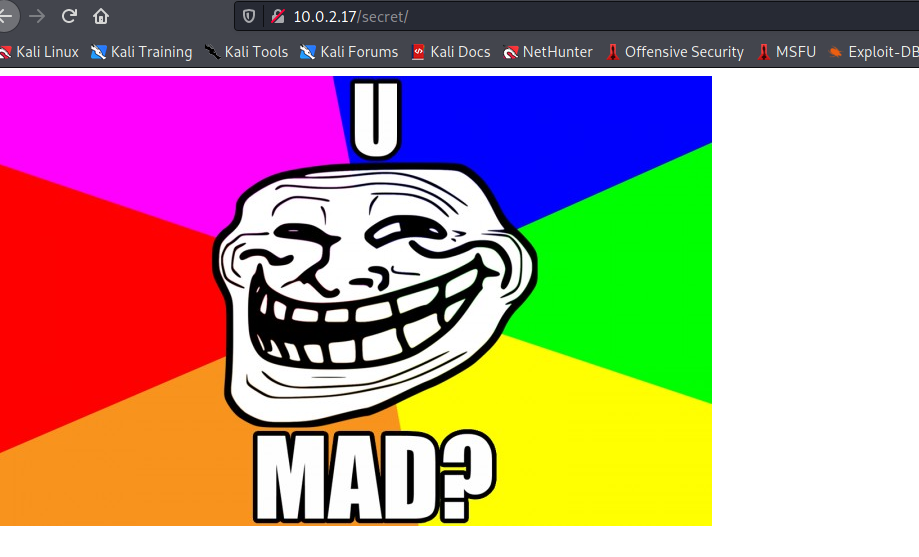 10.0.2.17/secret/
Kali Linux Kali Training Kali Tools Kali Forums Kali Docs NetHunter Offensive Security MSFU Exploit-DB
U
MAD?